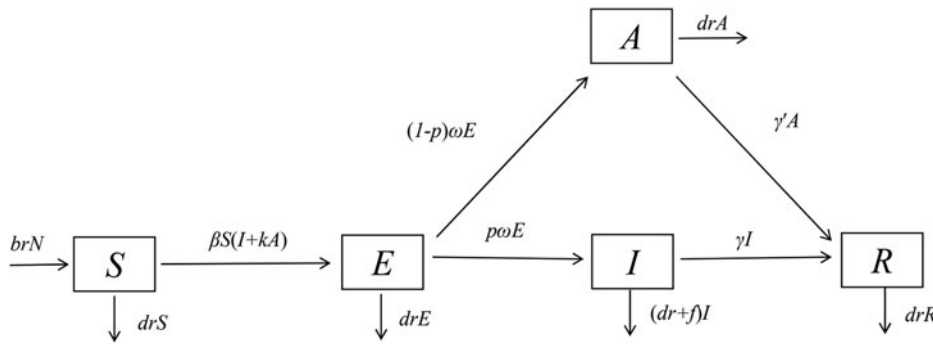 A
drA
(1-p)ωE
γ'A
brN
S
βS(I+kA)
E
pωE
I
γI
R
drS
drE
(dr+f)I
drR